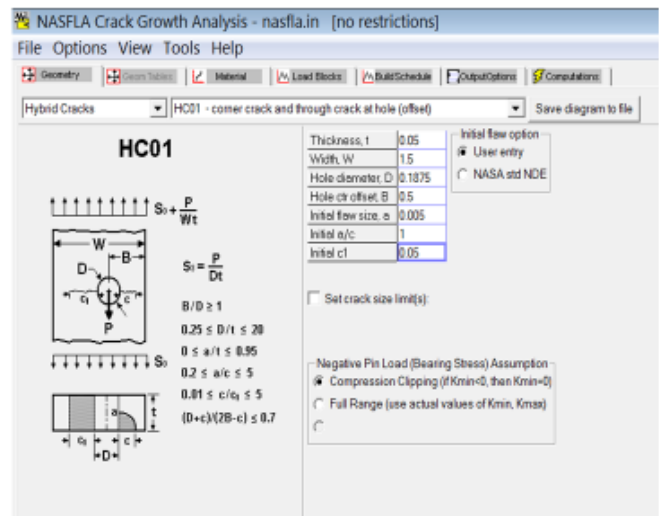 NASFLA Crack Growth Analysis - nasfla.in [no restrictions]
File Options View Tools Help
Geometry Geom Tables Material Load Blocks Build Schedule Output Options Computations
Hybrid Cracks HC01 - corner crack and through crack at hole (offset) Save diagram to file
HC01
S₀ + P/Wt
W
B
D
c₁ c
P
S₃ = P/Dt
S₀
B/D ≥ 1
0.25 ≤ D/t ≤ 20
0 ≤ a/t ≤ 0.95
0.2 ≤ a/c ≤ 5
0.01 ≤ c/c₁ ≤ 5
(D+c)/(2B-c) ≤ 0.7
a t
c₁ c
D
Thickness, t 0.05
Width, W 1.5
Hole diameter, D 0.1875
Hole ctr offset, B 0.5
Initial flaw size, a 0.005
Initial a/c 1
Initial c1 0.05
Initial flaw option
User entry
NASA std NDE
Set crack size limit(s):
Negative Pin Load (Bearing Stress) Assumption
Compression Clipping (if Kmin<0, then Kmin=0)
Full Range (use actual values of Kmin, Kmax)